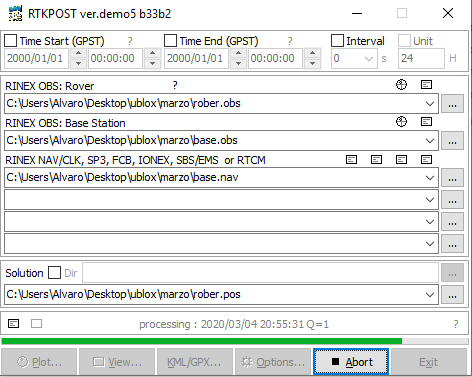 RTKPOST ver.demo5 b33b2
Time Start (GPST) ? Time End (GPST) ? Interval Unit
2000/01/01 00:00:00 2000/01/01 00:00:00 0 s 24 H
RINEX OBS: Rover ?
C:\Users\Alvaro\Desktop\ublox\marzo\rober.obs ...
RINEX OBS: Base Station
C:\Users\Alvaro\Desktop\ublox\marzo\base.obs ...
RINEX NAV/CLK, SP3, FCB, IONEX, SBS/EMS or RTCM
C:\Users\Alvaro\Desktop\ublox\marzo\base.nav ...
...
...
...
Solution Dir ...
C:\Users\Alvaro\Desktop\ublox\marzo\rober.pos ...
processing : 2020/03/04 20:55:31 Q=1 ?
Plot... View... KML/GPX... Options... Abort Exit